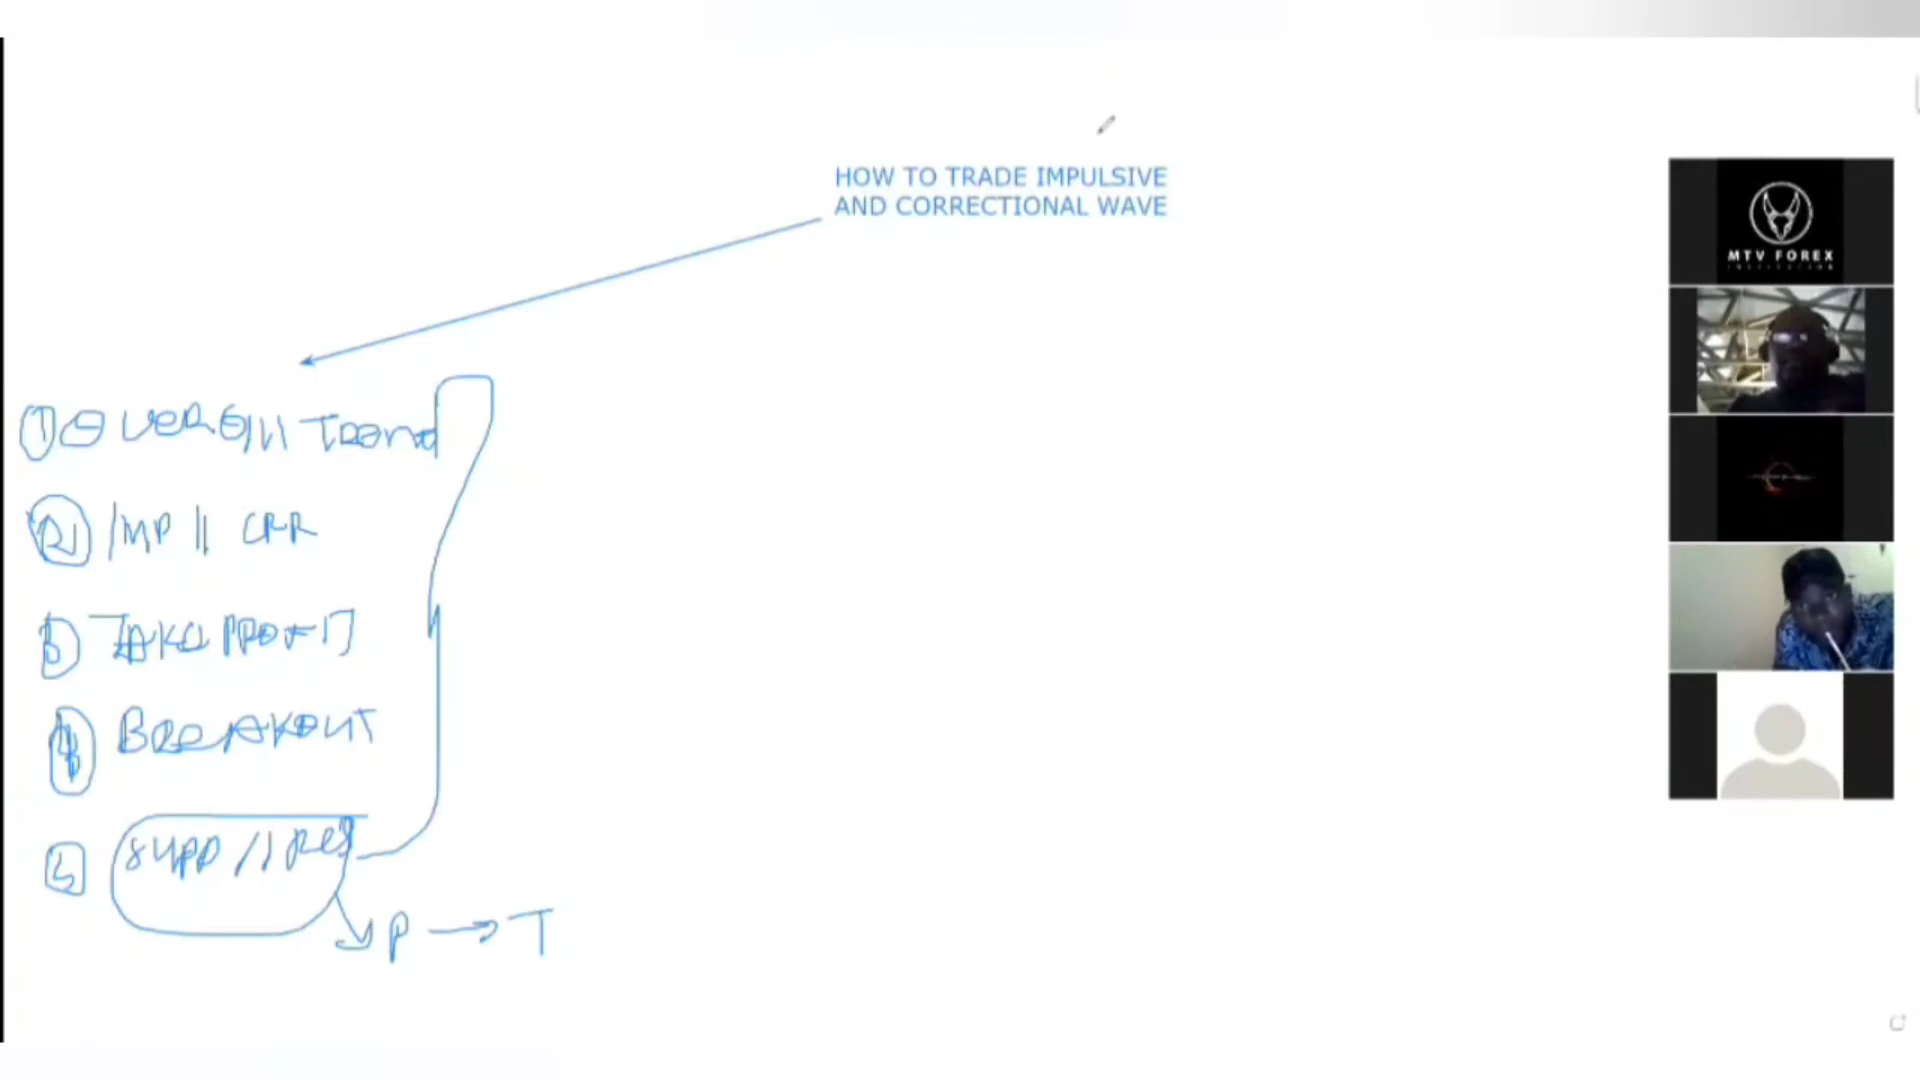 HOW TO TRADE IMPULSIVE
AND CORRECTIONAL WAVE
MTV FOREX
INSTITUTION
1 OVERALL TREND
2 IMP // CRR
3 TAKE PROFIT
4 BREAKOUT
5 SUPP // RES
P → T